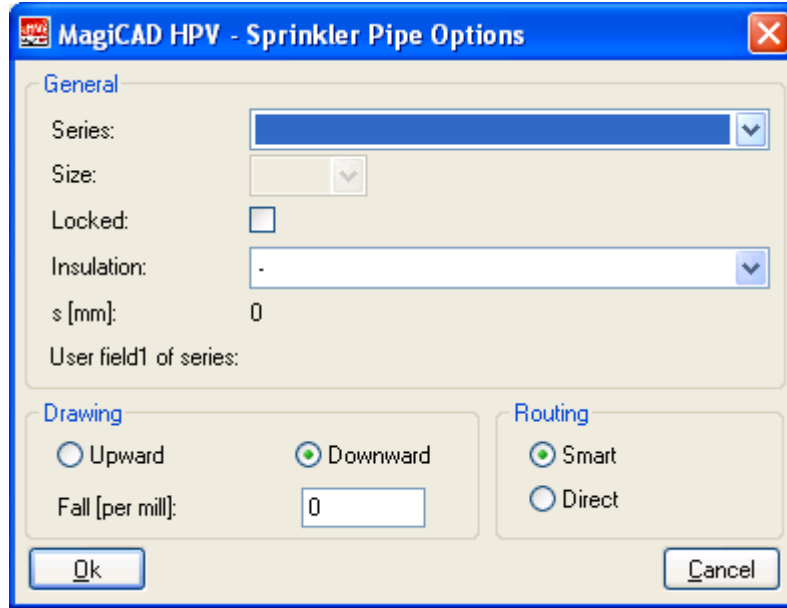 MagiCAD HPV - Sprinkler Pipe Options
General
Series:
Size:
Locked:
Insulation: -
s [mm]: 0
User field1 of series:
Drawing
Upward Downward
Fall [per mill]: 0
Routing
Smart
Direct
Ok Cancel